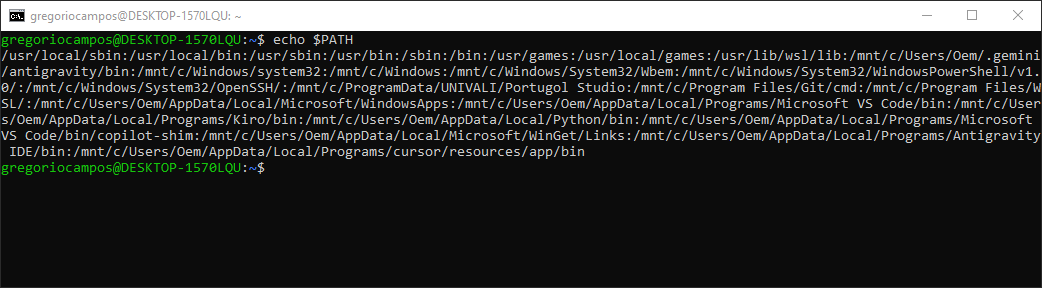 gregoriocampos@DESKTOP-1570LQU: ~
gregoriocampos@DESKTOP-1570LQU:~$ echo $PATH
/usr/local/sbin:/usr/local/bin:/usr/sbin:/usr/bin:/sbin:/bin:/usr/games:/usr/local/games:/usr/lib/wsl/lib:/mnt/c/Users/Oem/.gemini
/antigravity/bin:/mnt/c/Windows/system32:/mnt/c/Windows:/mnt/c/Windows/System32/Wbem:/mnt/c/Windows/System32/WindowsPowerShell/v1.
0/:/mnt/c/Windows/System32/OpenSSH/:/mnt/c/ProgramData/UNIVALI/Portugol Studio:/mnt/c/Program Files/Git/cmd:/mnt/c/Program Files/W
SL/:/mnt/c/Users/Oem/AppData/Local/Microsoft/WindowsApps:/mnt/c/Users/Oem/AppData/Local/Programs/Microsoft VS Code/bin:/mnt/c/User
s/Oem/AppData/Local/Programs/Kiro/bin:/mnt/c/Users/Oem/AppData/Local/Python/bin:/mnt/c/Users/Oem/AppData/Local/Programs/Microsoft 
VS Code/bin/copilot-shim:/mnt/c/Users/Oem/AppData/Local/Microsoft/WinGet/Links:/mnt/c/Users/Oem/AppData/Local/Programs/Antigravity
 IDE/bin:/mnt/c/Users/Oem/AppData/Local/Programs/cursor/resources/app/bin
gregoriocampos@DESKTOP-1570LQU:~$